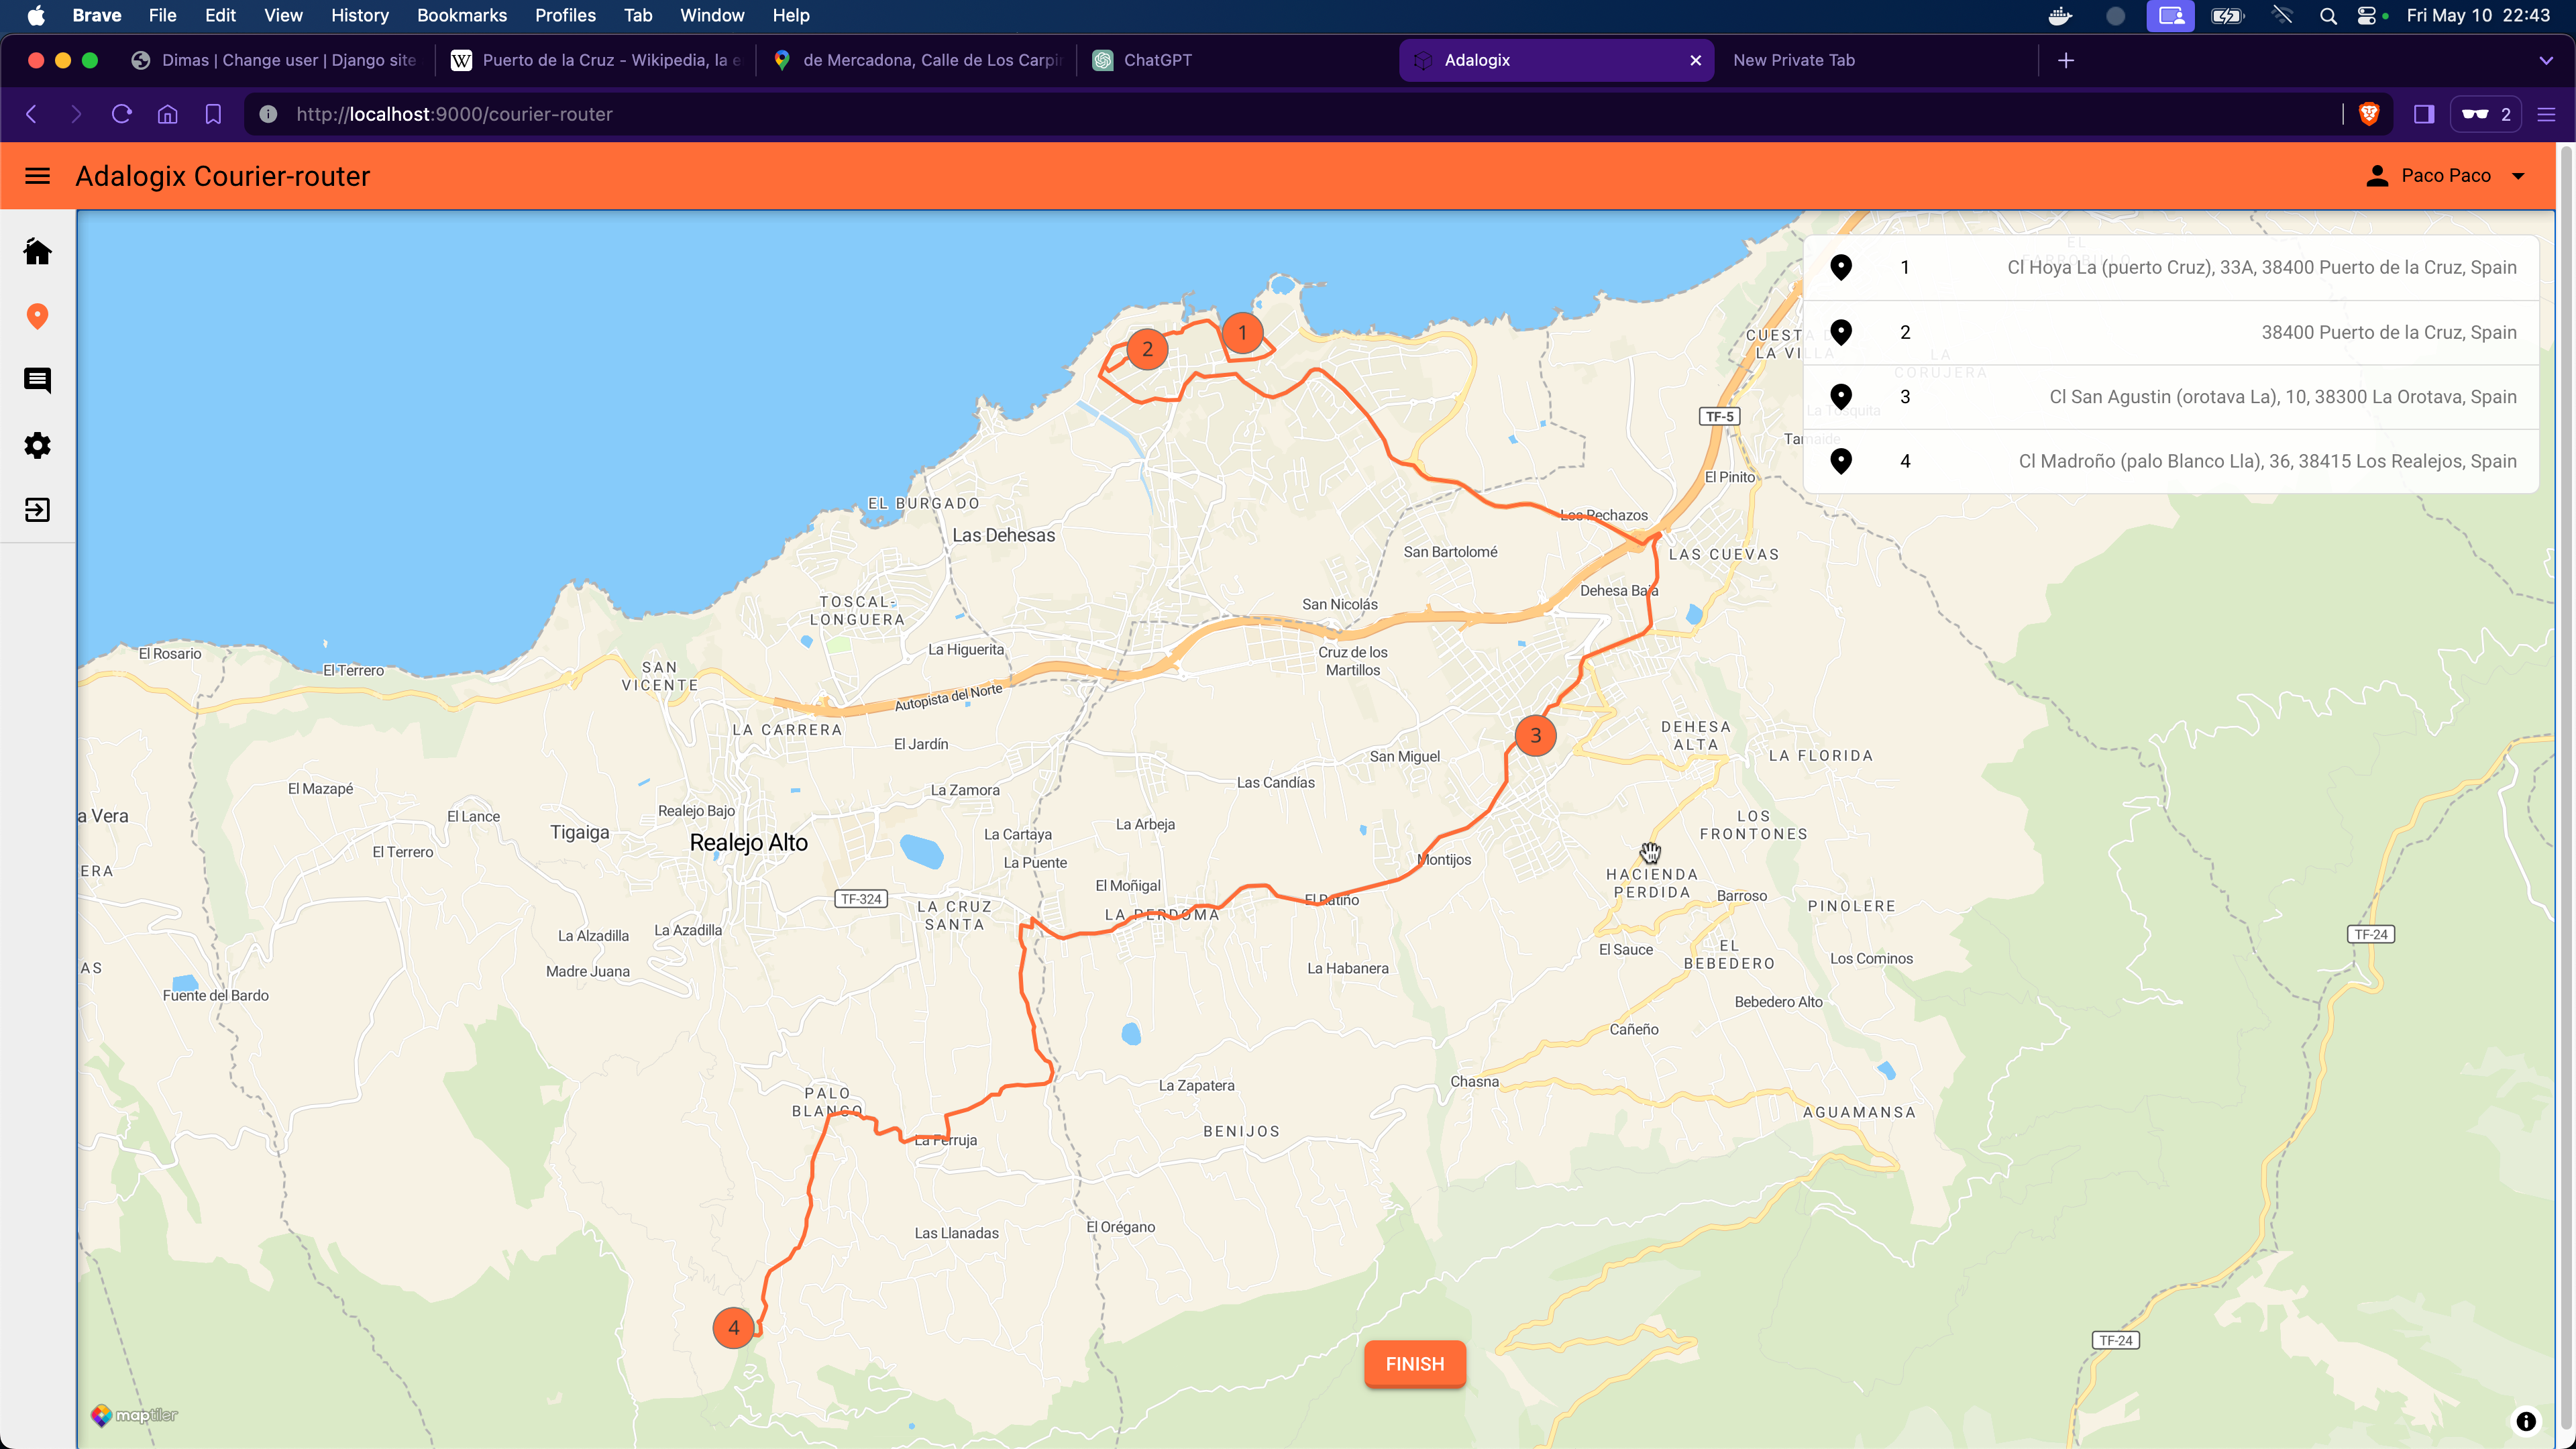 Brave File Edit View History Bookmarks Profiles Tab Window Help
Fri May 10 22:43
Dimas | Change user | Django site
Puerto de la Cruz - Wikipedia, la e
de Mercadona, Calle de Los Carpin
ChatGPT
Adalogix
New Private Tab
http://localhost:9000/courier-router
2
Adalogix Courier-router
Paco Paco
1 Cl Hoya La (puerto Cruz), 33A, 38400 Puerto de la Cruz, Spain
2 38400 Puerto de la Cruz, Spain
3 Cl San Agustin (orotava La), 10, 38300 La Orotava, Spain
4 Cl Madroño (palo Blanco Lla), 36, 38415 Los Realejos, Spain
1
2
CUESTA
LA VILLA
LA
CORUJERA
TF-5
La Tosquita
Tamaide
El Pinito
EL BURGADO
Las Dehesas
Los Rechazos
San Bartolomé
LAS CUEVAS
Dehesa Baja
TOSCAL-
LONGUERA
San Nicolás
El Rosario
El Terrero
SAN
VICENTE
La Higuerita
Cruz de los
Martillos
Autopista del Norte
LA CARRERA
El Jardín
3
DEHESA
ALTA
LA FLORIDA
San Miguel
Las Candías
El Mazapé
La Zamora
a Vera
El Lance
Realejo Bajo
Tigaiga
Realejo Alto
La Cartaya
La Arbeja
LOS
FRONTONES
El Terrero
La Puente
Montijos
ERA
El Moñigal
HACIENDA
PERDIDA
Barroso
TF-324
LA CRUZ
SANTA
LA PERDOMA
El Ratiño
PINOLERE
La Alzadilla
La Azadilla
TF-24
El Sauce
EL
BEBEDERO
Los Cominos
AS
Madre Juana
La Habanera
Fuente del Bardo
Bebedero Alto
Cañeño
PALO
BLANCO
La Zapatera
Chasna
AGUAMANSA
La Ferruja
BENIJOS
Las Llanadas
El Orégano
4
TF-24
FINISH
maptiler